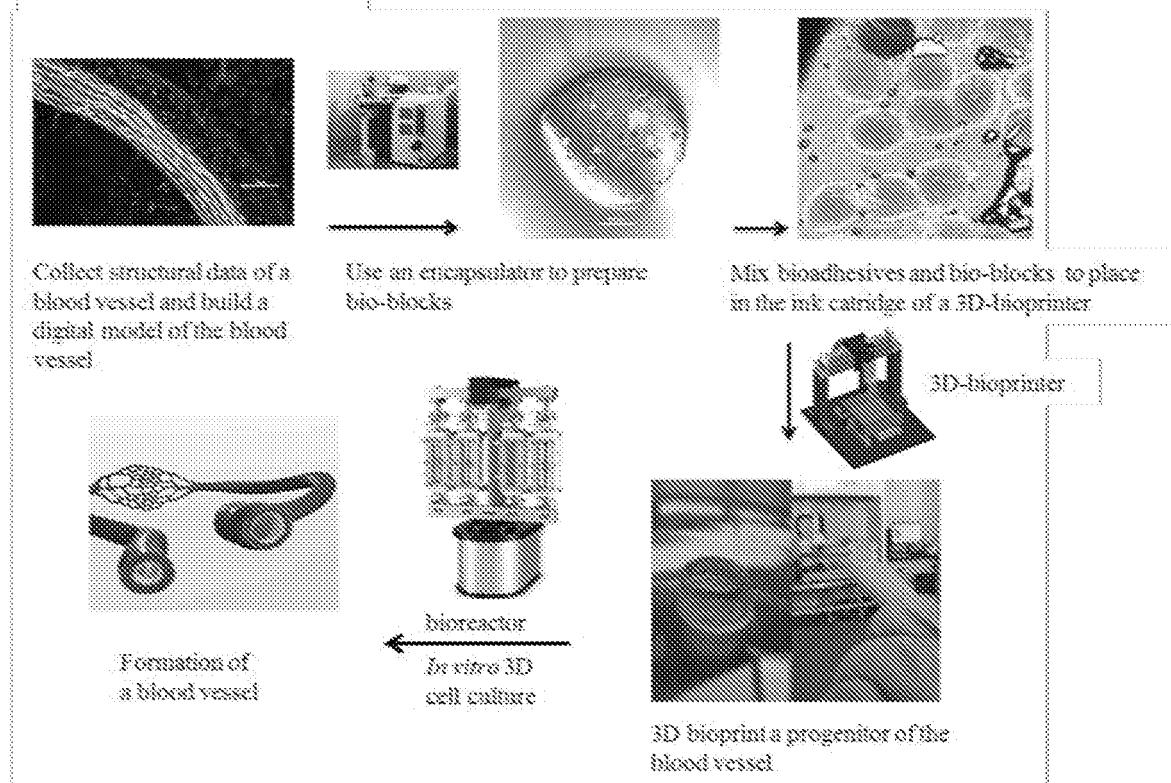 Collect structural data of a
blood vessel and build a
digital model of the blood
vessel
Use an encapsulator to prepare
bio-blocks
Mix bioadhesives and bio-blocks to place
in the ink catridge of a 3D-bioprinter
3D-bioprinter
3D bioprint a progenitor of the
blood vessel
bioreactor
In vitro 3D
cell culture
Formation of
a blood vessel